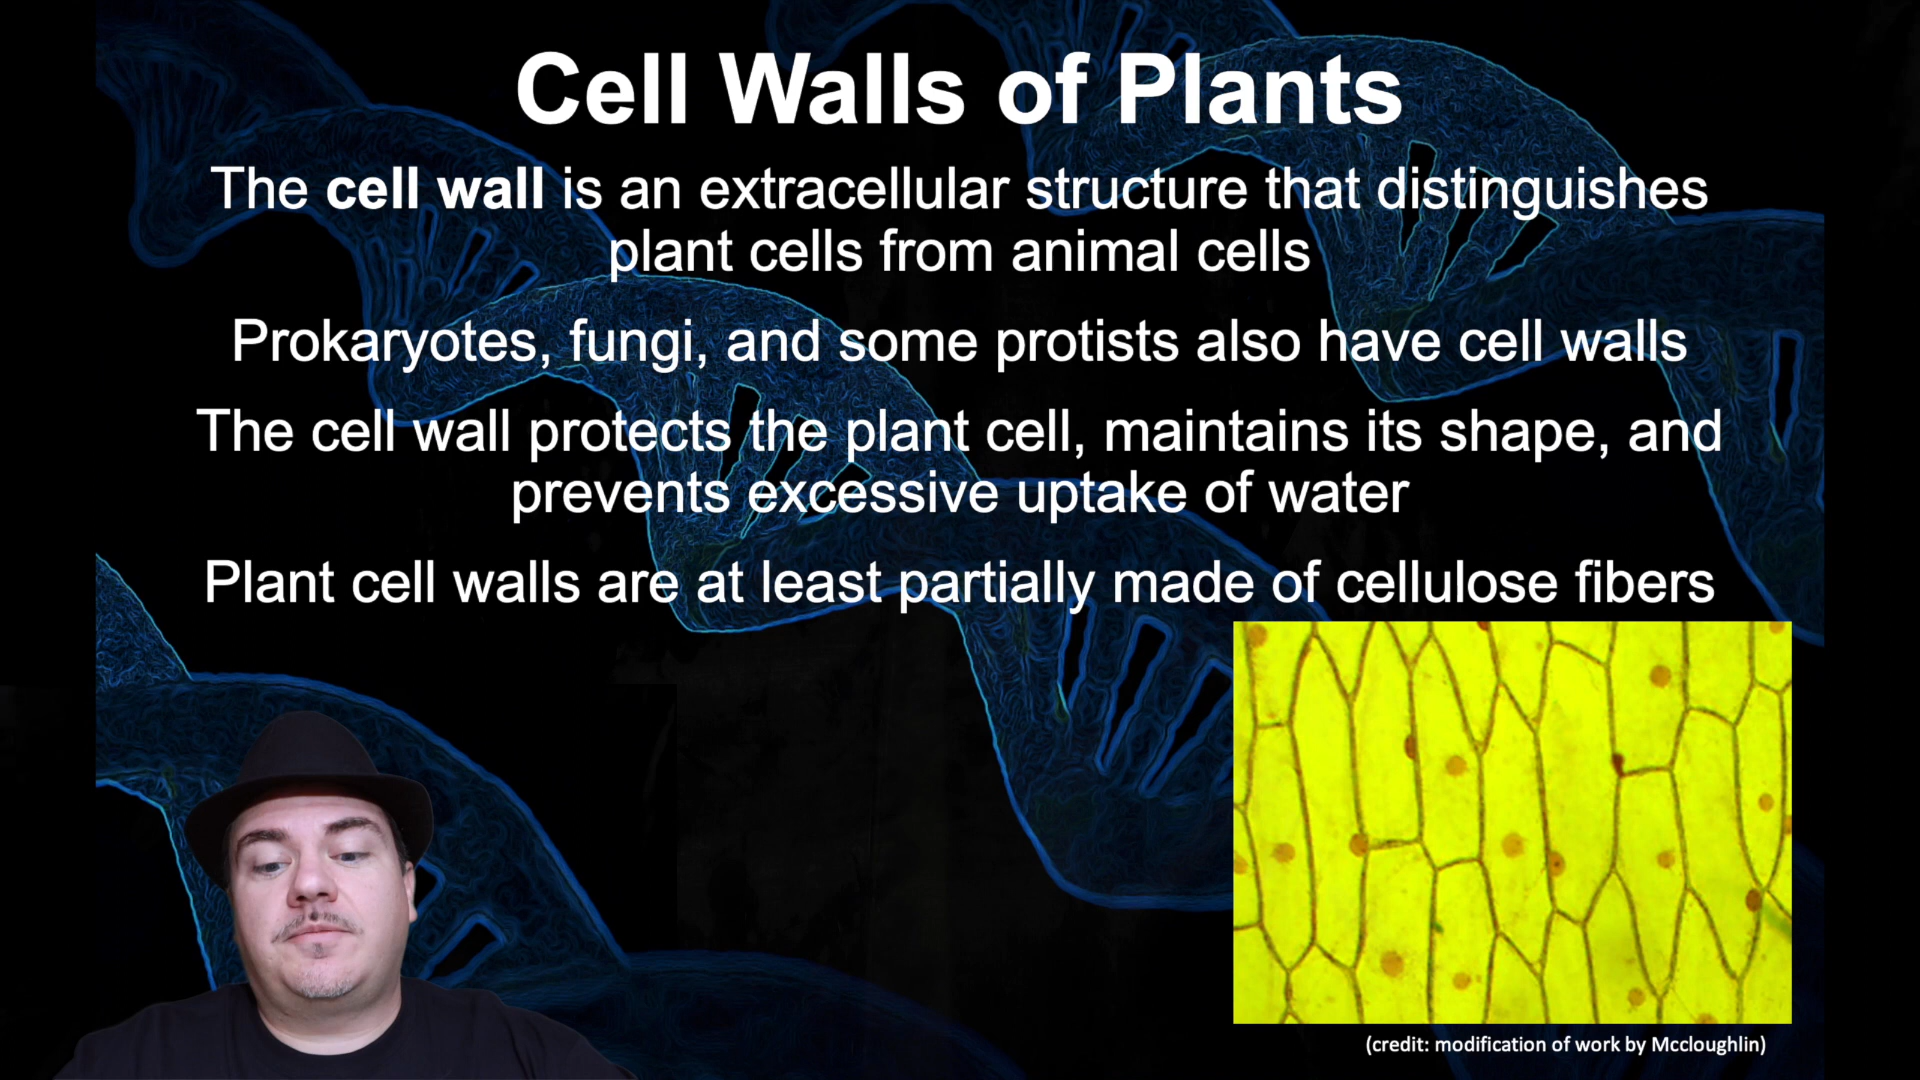 Cell Walls of Plants
The cell wall is an extracellular structure that distinguishes
plant cells from animal cells
Prokaryotes, fungi, and some protists also have cell walls
The cell wall protects the plant cell, maintains its shape, and
prevents excessive uptake of water
Plant cell walls are at least partially made of cellulose fibers
(credit: modification of work by Mccloughlin)